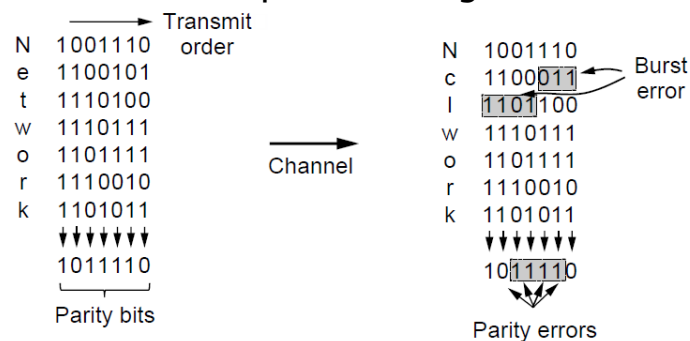 Transmit
order
N 1001110
e 1100101
t 1110100
w 1110111
o 1101111
r 1110010
k 1101011
1011110
Parity bits
Channel
N 1001110
c 1100011
l 1101100
w 1110111
o 1101111
r 1110010
k 1101011
1011110
Burst
error
Parity errors